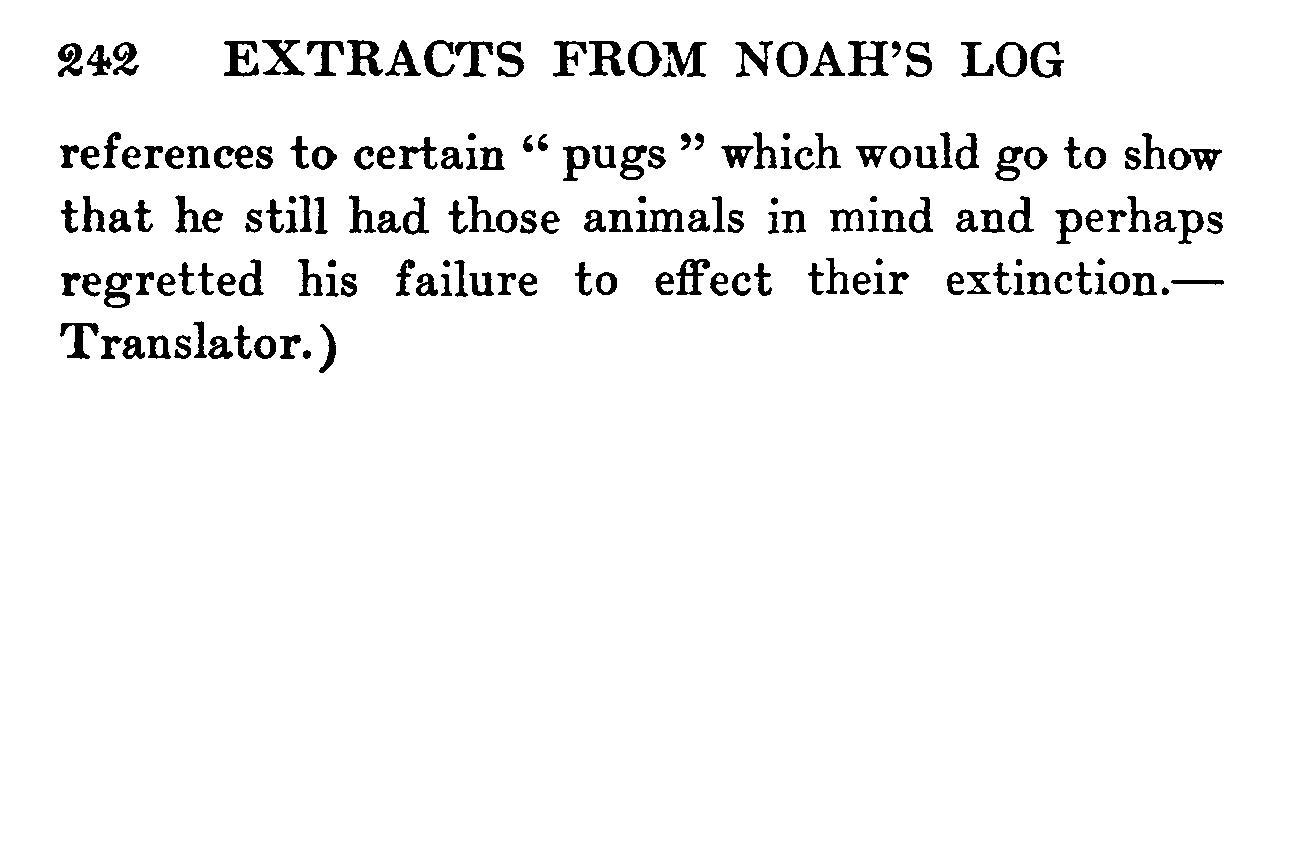 242 EXTRACTS FROM NOAH'S LOG
references to certain “ pugs ” which would go to show
that he still had those animals in mind and perhaps
regretted his failure to effect their extinction.—
Translator.)